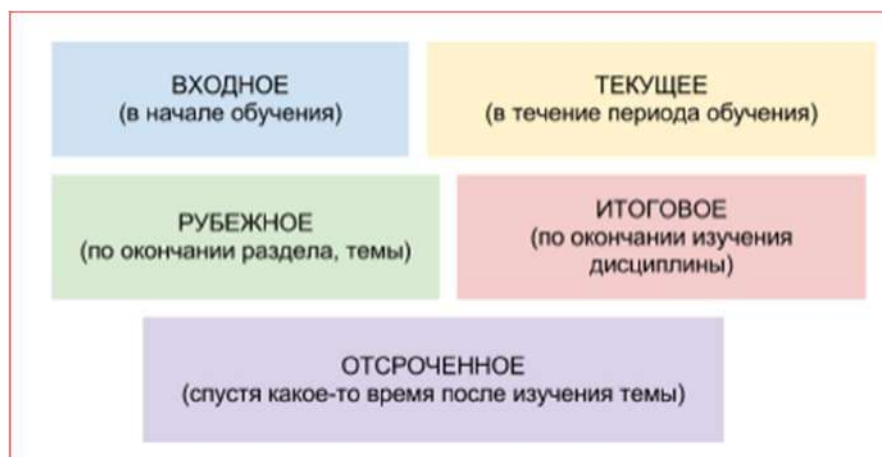 ВХОДНОЕ
(в начале обучения)
ТЕКУЩЕЕ
(в течение периода обучения)
РУБЕЖНОЕ
(по окончании раздела, темы)
ИТОГОВОЕ
(по окончании изучения
дисциплины)
ОТСРОЧЕННОЕ
(спустя какое-то время после изучения темы)